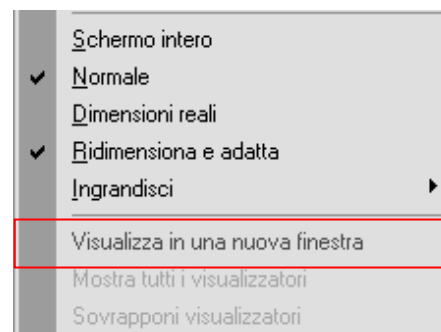 Schermo intero
Normale
Dimensioni reali
Ridimensiona e adatta
Ingrandisci
Visualizza in una nuova finestra
Mostra tutti i visualizzatori
Sovrapponi visualizzatori